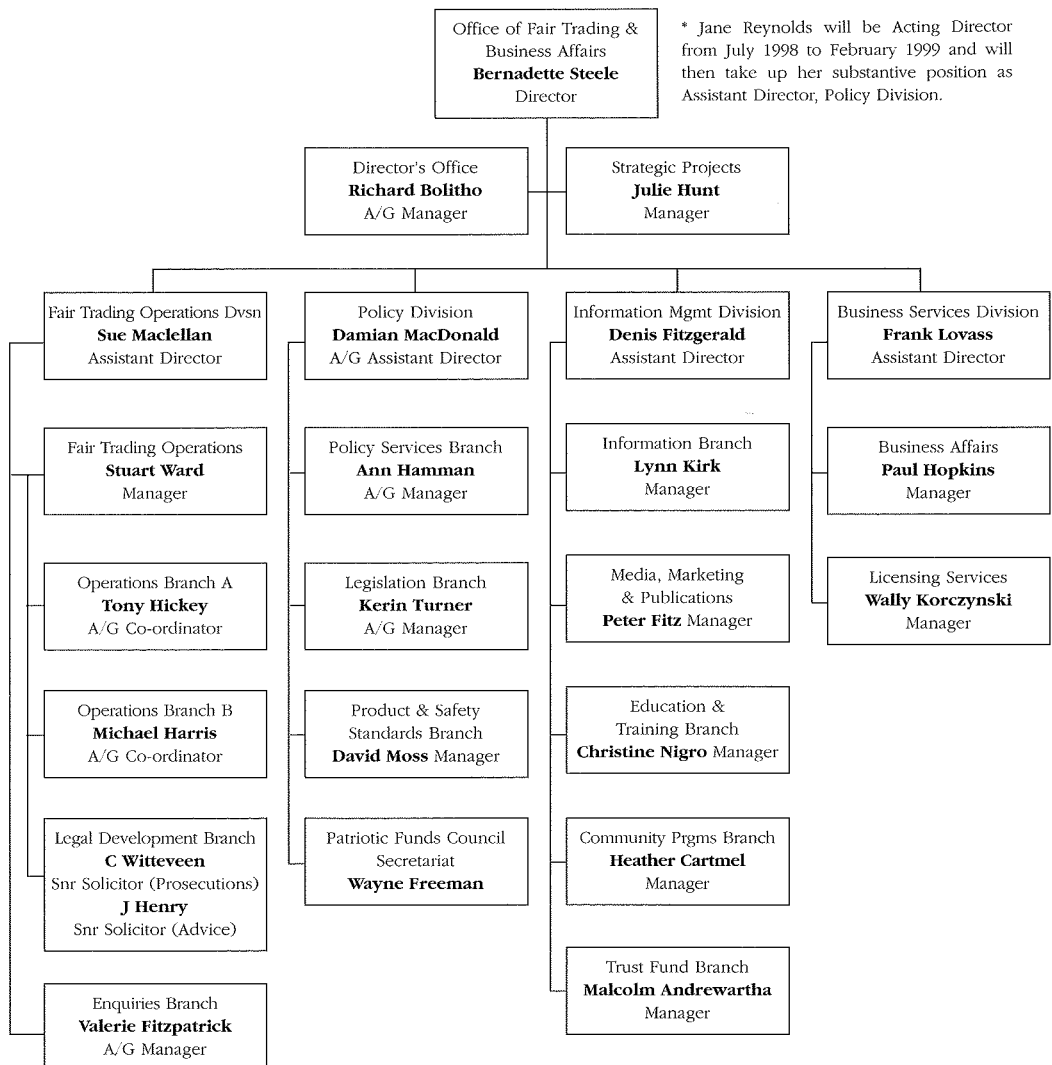 Office of Fair Trading &
Business Affairs
Bernadette Steele
Director
* Jane Reynolds will be Acting Director
from July 1998 to February 1999 and will
then take up her substantive position as
Assistant Director, Policy Division.
Director's Office
Richard Bolitho
A/G Manager
Strategic Projects
Julie Hunt
Manager
Fair Trading Operations Dvsn
Sue Maclellan
Assistant Director
Fair Trading Operations
Stuart Ward
Manager
Operations Branch A
Tony Hickey
A/G Co-ordinator
Operations Branch B
Michael Harris
A/G Co-ordinator
Legal Development Branch
C Witteveen
Snr Solicitor (Prosecutions)
J Henry
Snr Solicitor (Advice)
Enquiries Branch
Valerie Fitzpatrick
A/G Manager
Policy Division
Damian MacDonald
A/G Assistant Director
Policy Services Branch
Ann Hamman
A/G Manager
Legislation Branch
Kerin Turner
A/G Manager
Product & Safety
Standards Branch
David Moss Manager
Patriotic Funds Council
Secretariat
Wayne Freeman
Information Mgmt Division
Denis Fitzgerald
Assistant Director
Information Branch
Lynn Kirk
Manager
Media, Marketing
& Publications
Peter Fitz Manager
Education &
Training Branch
Christine Nigro Manager
Community Prgms Branch
Heather Cartmel
Manager
Trust Fund Branch
Malcolm Andrewartha
Manager
Business Services Division
Frank Lovass
Assistant Director
Business Affairs
Paul Hopkins
Manager
Licensing Services
Wally Korczynski
Manager